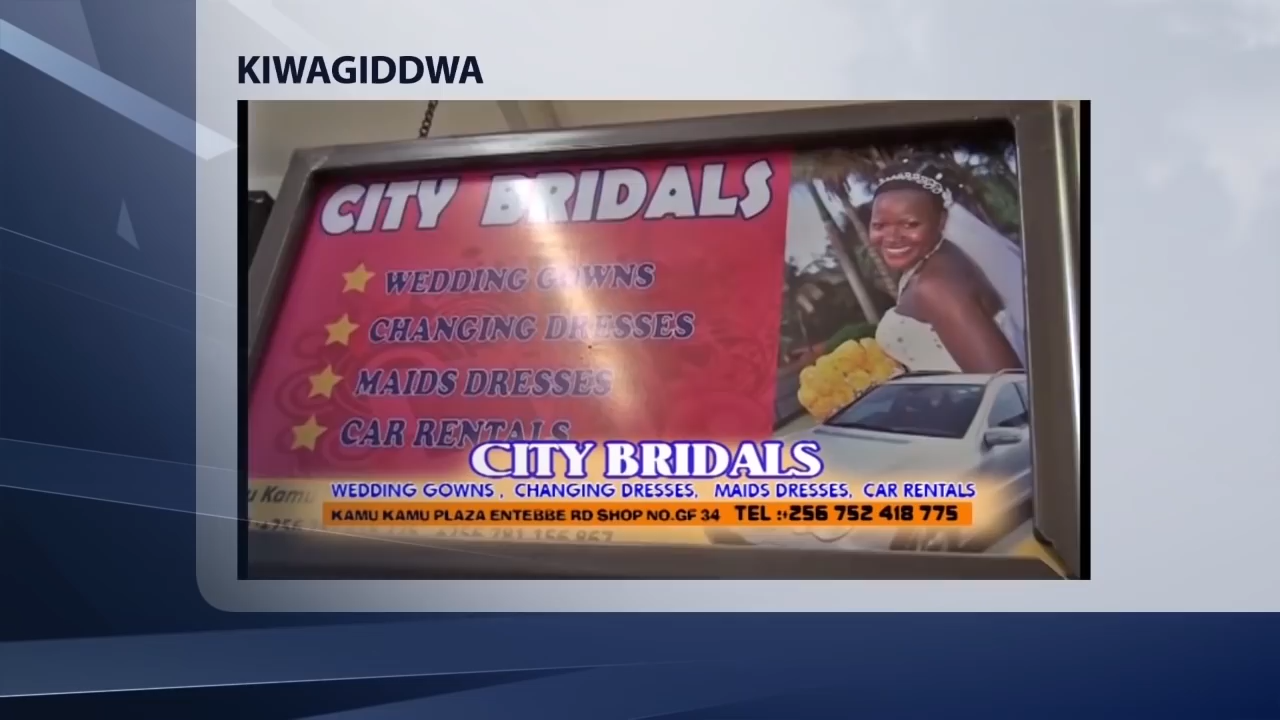 KIWAGIDDWA
CITY BRIDALS
WEDDING GOWNS
CHANGING DRESSES
MAIDS DRESSES
CAR RENTALS
CITY BRIDALS
WEDDING GOWNS , CHANGING DRESSES, MAIDS DRESSES, CAR RENTALS
KAMU KAMU PLAZA ENTEBBE RD SHOP NO.GF 34 TEL :+256 752 418 775